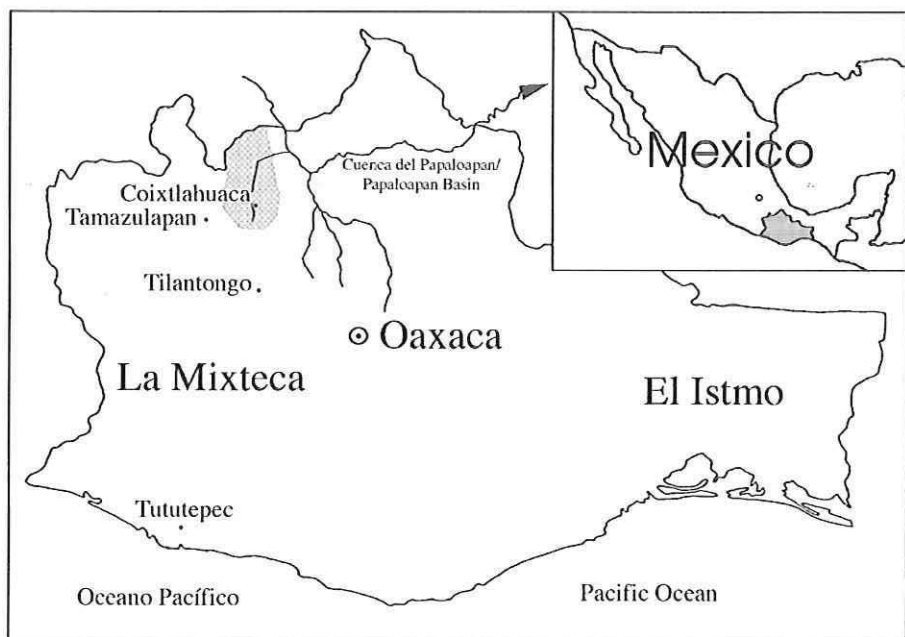 Mexico
Cuenca del Papaloapan/
Papaloapan Basin
Coixtlahuaca
Tamazulapan
Tilantongo
Oaxaca
La Mixteca
El Istmo
Tututepec
Oceano Pacífico
Pacific Ocean